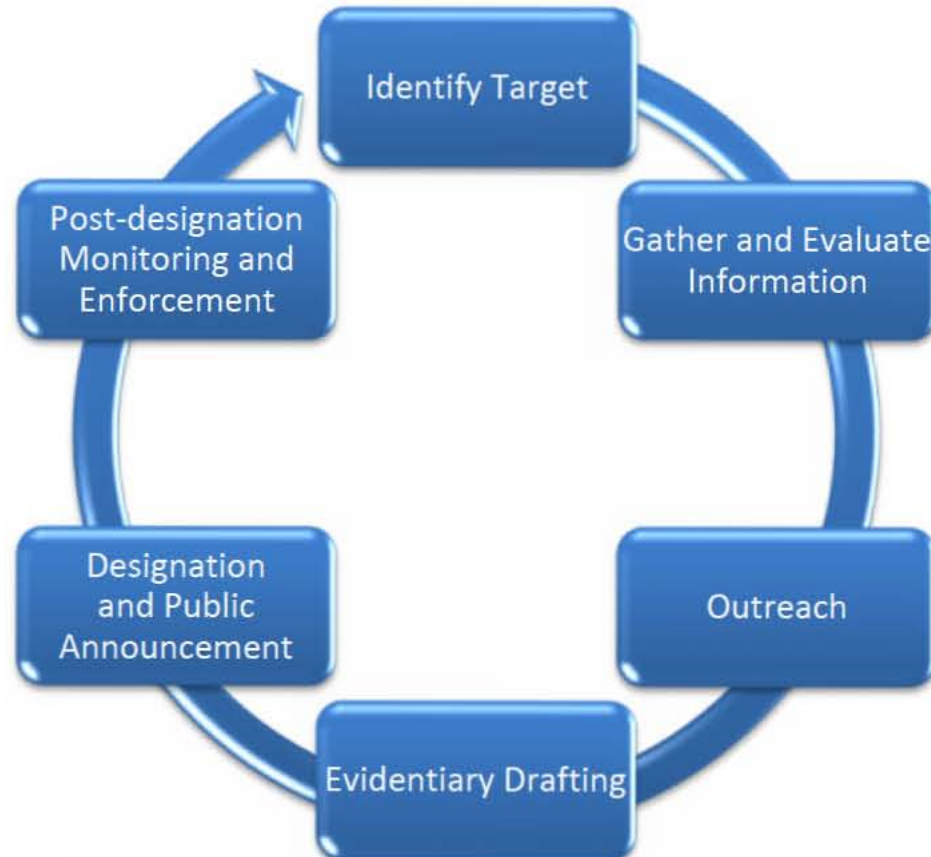 Identify Target
Gather and Evaluate
Information
Outreach
Evidentiary Drafting
Designation
and Public
Announcement
Post-designation
Monitoring and
Enforcement